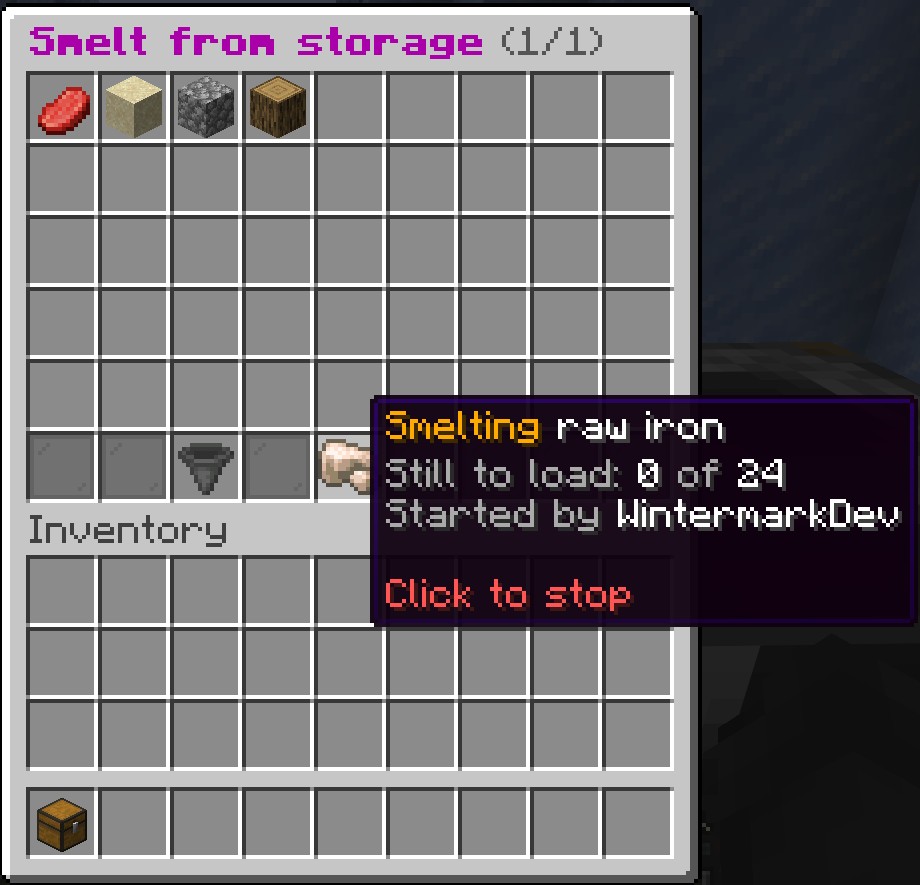 Smelt from storage (1/1)
Smelting raw iron
Still to load: 0 of 24
Started by WintermarkDev
Click to stop
Inventory